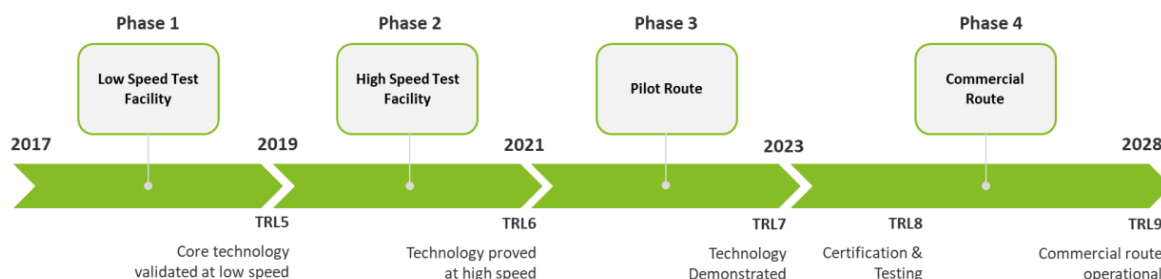 Phase 1
Phase 2
Phase 3
Phase 4
Low Speed Test
Facility
High Speed Test
Facility
Pilot Route
Commercial
Route
2017
2019
2021
2023
2028
TRL5
TRL6
TRL7
TRL8
TRL9
Core technology
validated at low speed
Technology proved
at high speed
Technology
Demonstrated
Certification &
Testing
Commercial route
operational